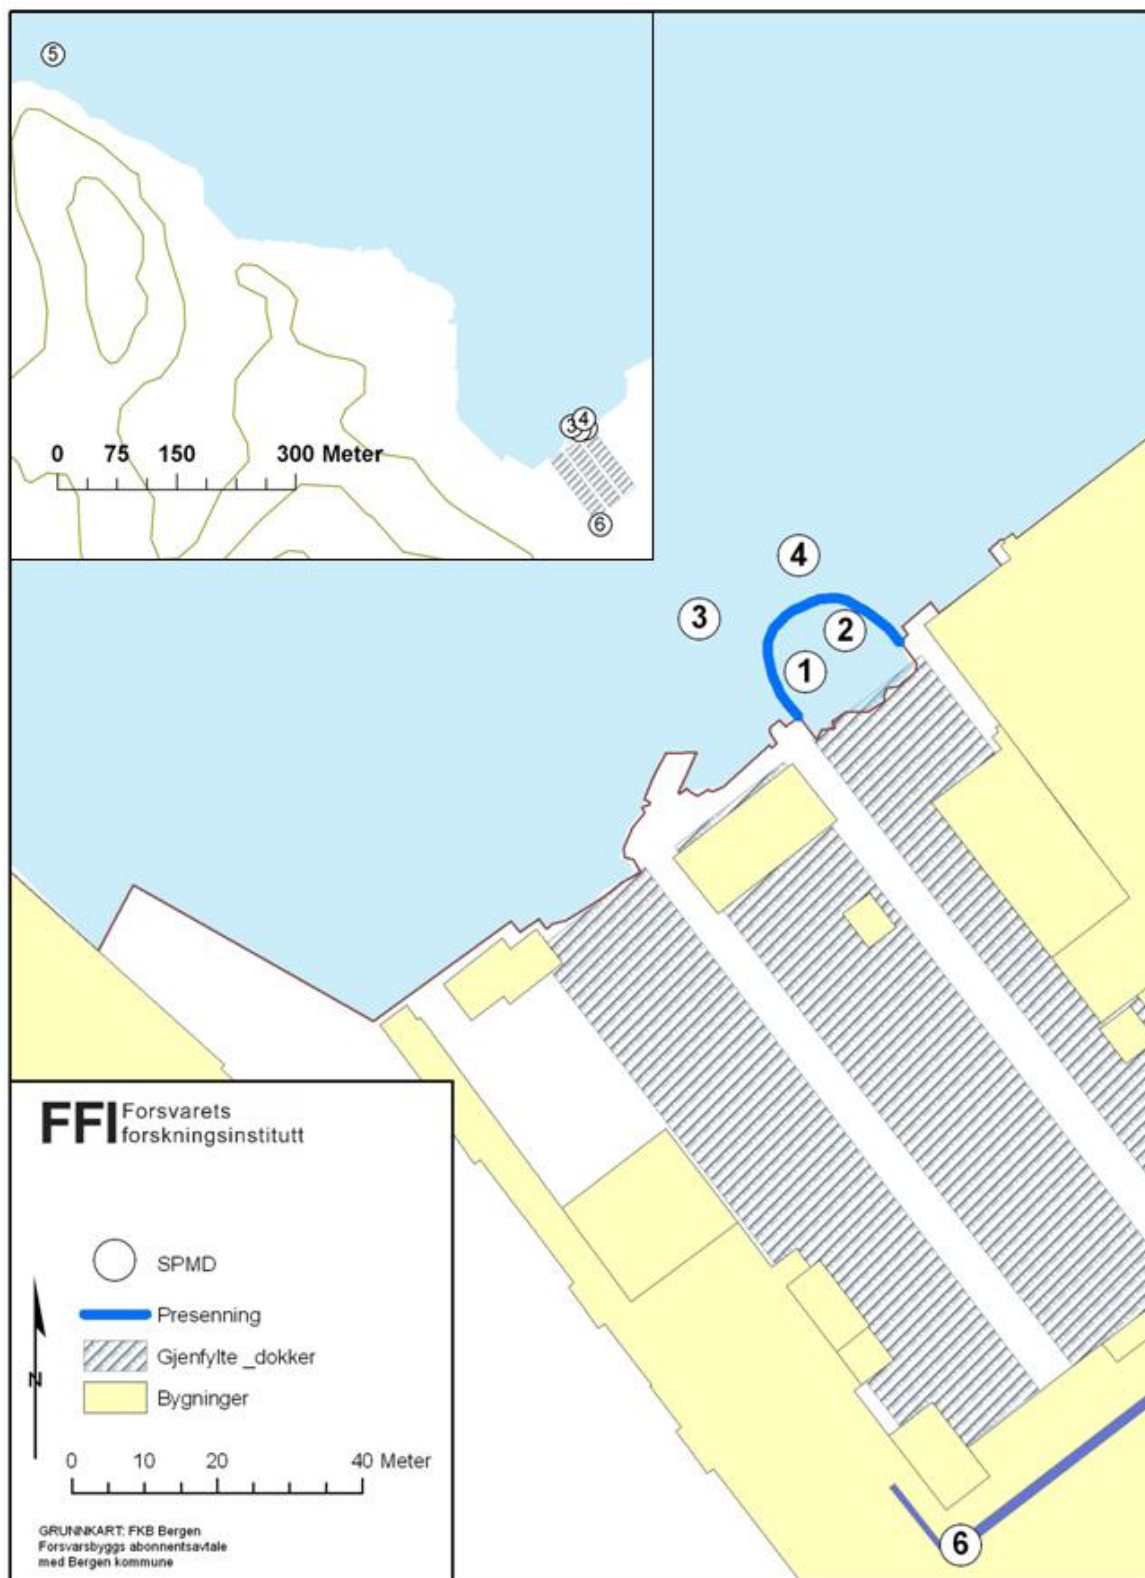 5
4
3
0 75 150 300 Meter
6
4
3
2
1
FFI Forsvarets
forskningsinstitutt
SPMD
Presenning
Gjenfylte _dokker
N
Bygninger
0 10 20 40 Meter
GRUNNKART: FKB Bergen
Forsvarsbyggs abonnentsavtale
med Bergen kommune
6